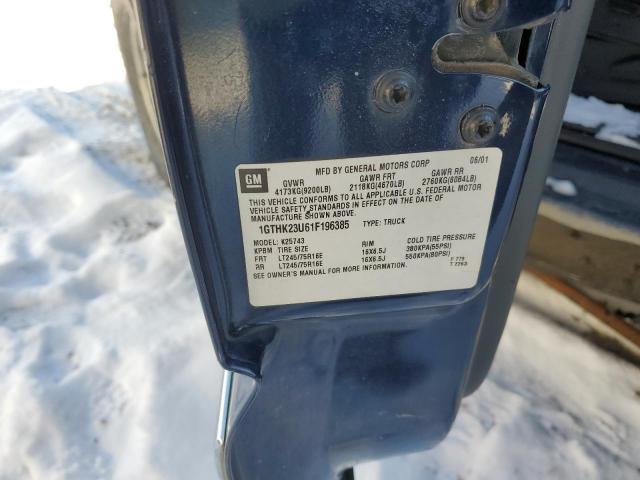 GM
MFD BY GENERAL MOTORS CORP 06/01
GVWR GAWR FRT GAWR RR
4173KG(9200LB) 2118KG(4670LB) 2760KG(6084LB)
THIS VEHICLE CONFORMS TO ALL APPLICABLE U.S. FEDERAL MOTOR
VEHICLE SAFETY STANDARDS IN EFFECT ON THE DATE OF
MANUFACTURE SHOWN ABOVE.
1GTHK23U61F196385 TYPE: TRUCK
MODEL: K25743
KPBM TIRE SIZE RIM COLD TIRE PRESSURE
FRT LT245/75R16E 16X6.5J 380KPA(55PSI)
RR LT245/75R16E 16X6.5J 550KPA(80PSI)
SEE OWNER'S MANUAL FOR MORE INFORMATION.